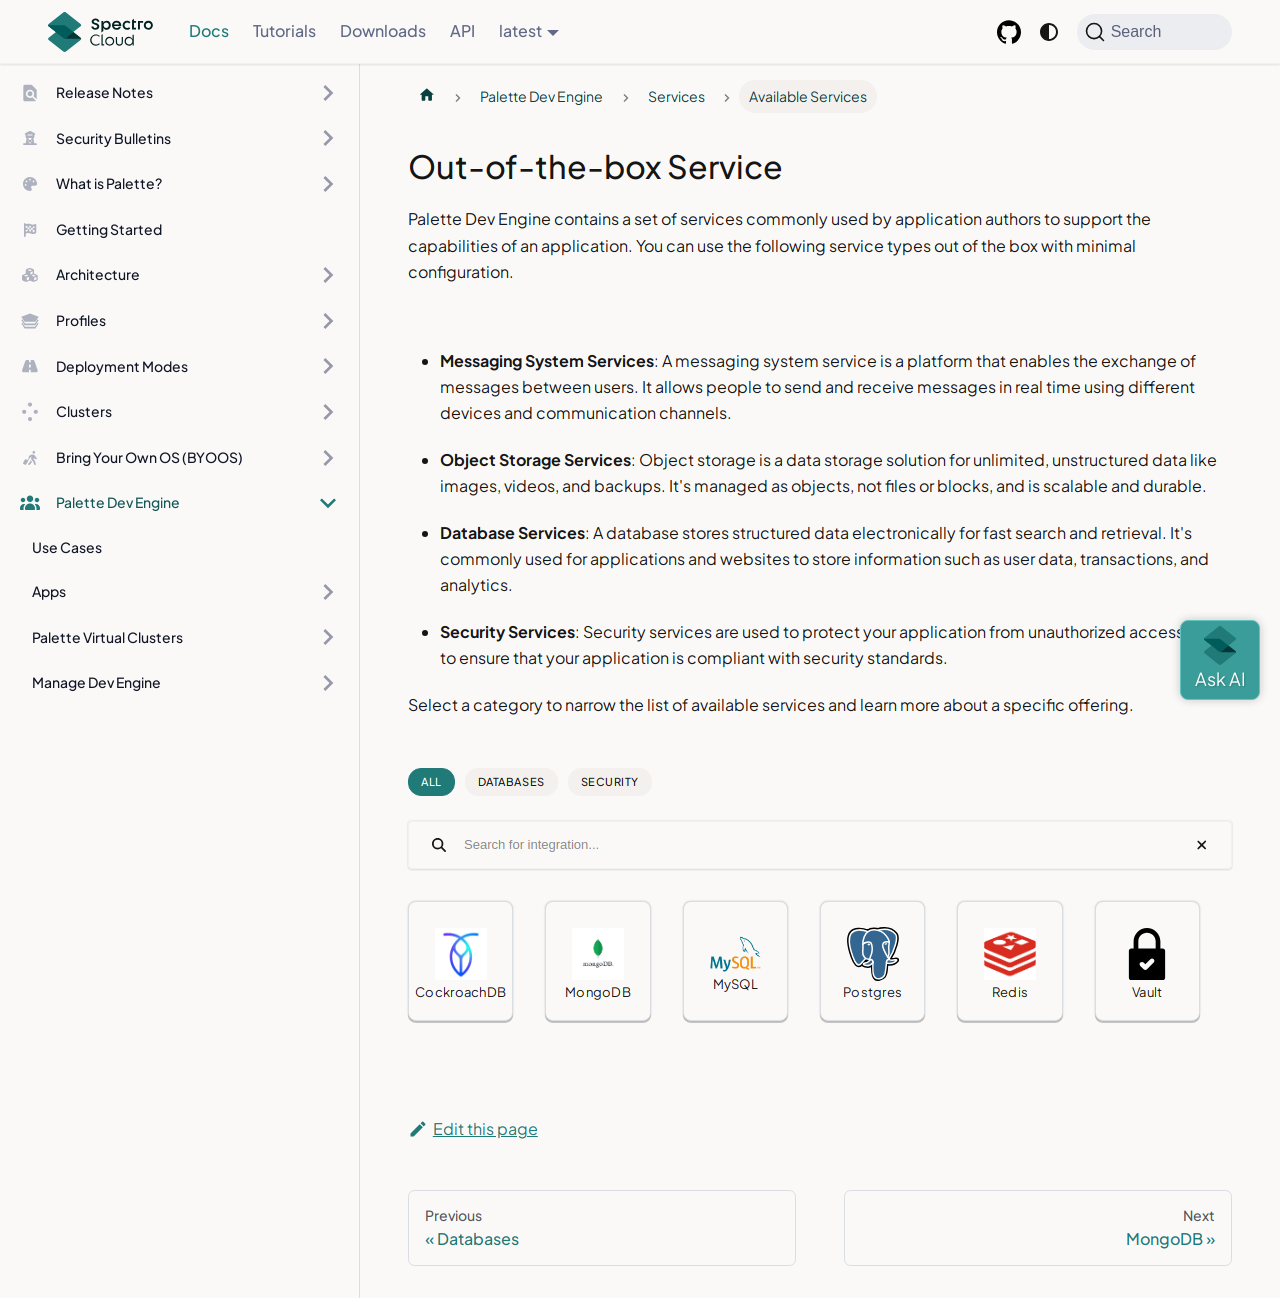 Spectro Cloud
Docs
Tutorials
Downloads
API
latest
Search
Release Notes
Security Bulletins
What is Palette?
Getting Started
Architecture
Profiles
Deployment Modes
Clusters
Bring Your Own OS (BYOOS)
Palette Dev Engine
Use Cases
Apps
Palette Virtual Clusters
Manage Dev Engine
Palette Dev Engine
Services
Available Services
Out-of-the-box Service
Palette Dev Engine contains a set of services commonly used by application authors to support the
capabilities of an application. You can use the following service types out of the box with minimal
configuration.
Messaging System Services: A messaging system service is a platform that enables the exchange of
messages between users. It allows people to send and receive messages in real time using different
devices and communication channels.
Object Storage Services: Object storage is a data storage solution for unlimited, unstructured data like
images, videos, and backups. It's managed as objects, not files or blocks, and is scalable and durable.
Database Services: A database stores structured data electronically for fast search and retrieval. It's
commonly used for applications and websites to store information such as user data, transactions, and
analytics.
Security Services: Security services are used to protect your application from unauthorized access
to ensure that your application is compliant with security standards.
Ask AI
Select a category to narrow the list of available services and learn more about a specific offering.
ALL
DATABASES
SECURITY
Search for integration...
CockroachDB
mongoDB.
MongoDB
MySQL
MySQL
Postgres
Redis
Vault
Edit this page
Previous
« Databases
Next
MongoDB »